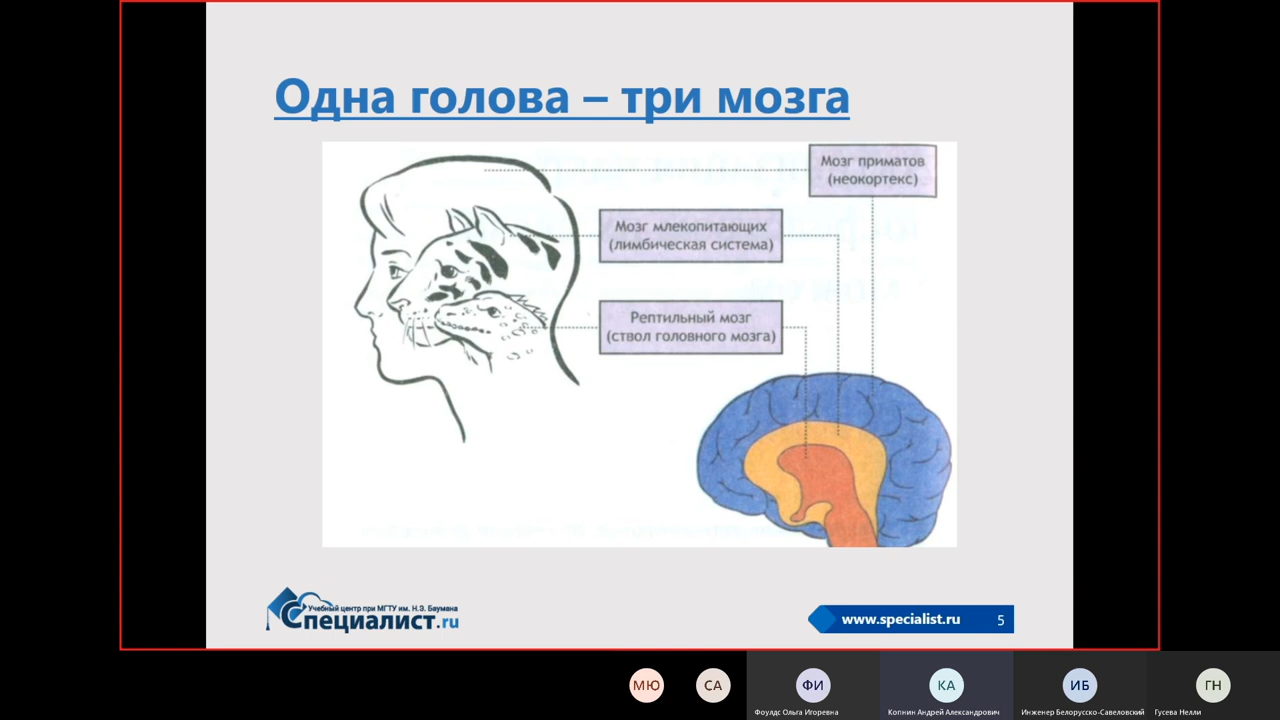 Одна голова – три мозга
Мозг приматов
(неокортекс)
Мозг млекопитающих
(лимбическая система)
Рептильный мозг
(ствол головного мозга)
Учебный центр при МГТУ им. Н.Э. Баумана
Специалист.ru
www.specialist.ru
5
МЮ
СА
ФИ
КА
ИБ
ГН
Фоулдс Ольга Игоревна
Копнин Андрей Александрович
Инженер Белорусско-Савеловский
Гусева Нелли